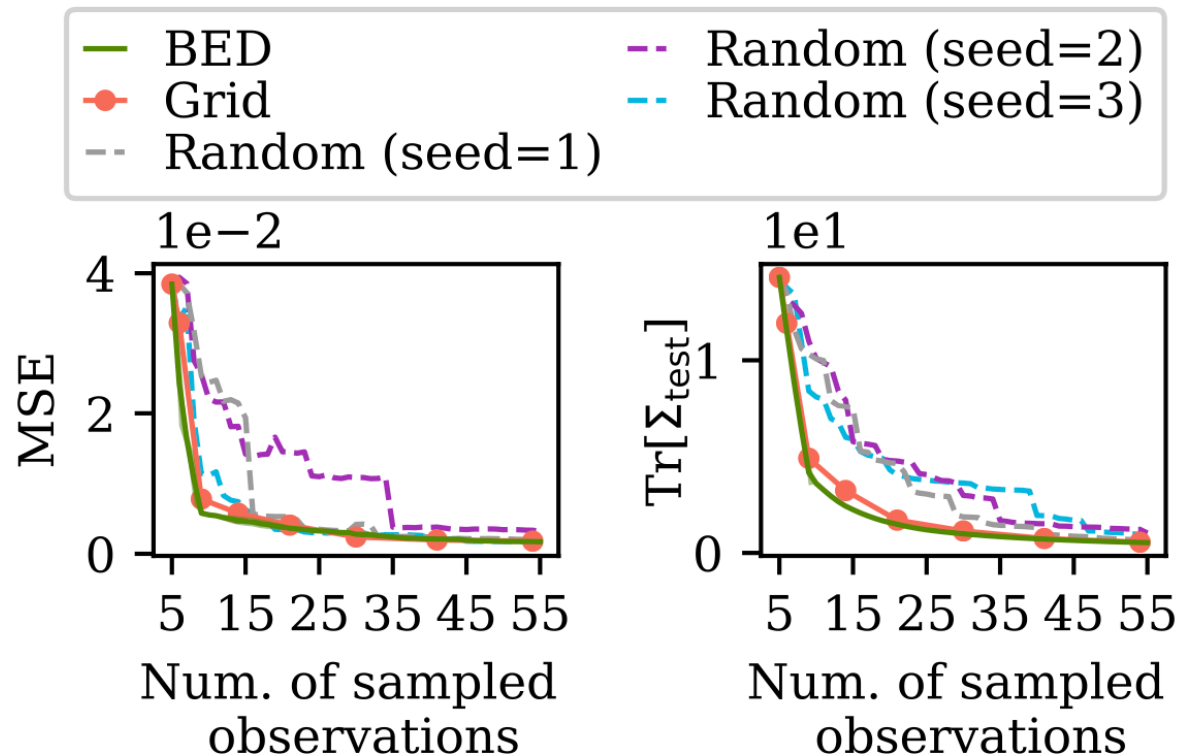 BED
Grid
Random (seed=1)
Random (seed=2)
Random (seed=3)
1e−2
4
2
0
MSE
5 15 25 35 45 55
Num. of sampled
observations
1e1
1
0
Tr[Σtest]
5 15 25 35 45 55
Num. of sampled
observations